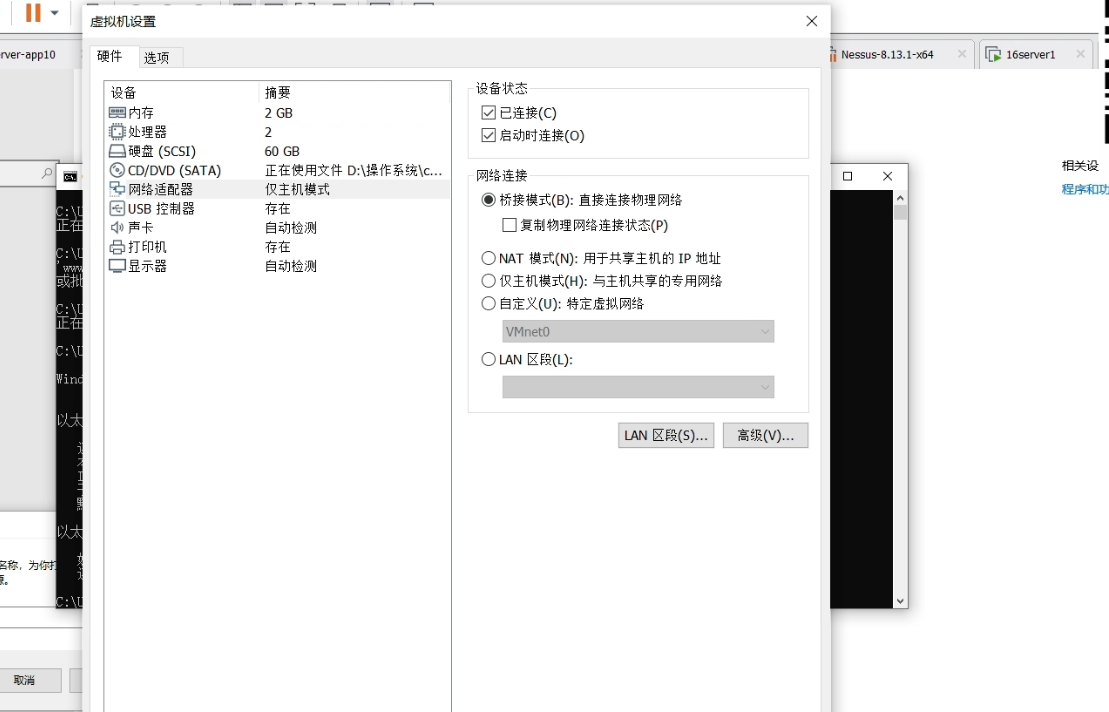 虚拟机设置
硬件 选项
rver-app10
Nessus-8.13.1-x64
16server1
设备 摘要
内存 2 GB
处理器 2
硬盘 (SCSI) 60 GB
CD/DVD (SATA) 正在使用文件 D:\操作系统\c...
网络适配器 仅主机模式
USB 控制器 存在
声卡 自动检测
打印机 存在
显示器 自动检测
设备状态
已连接(C)
启动时连接(O)
网络连接
桥接模式(B): 直接连接物理网络
复制物理网络连接状态(P)
NAT 模式(N): 用于共享主机的 IP 地址
仅主机模式(H): 与主机共享的专用网络
自定义(U): 特定虚拟网络
VMnet0
LAN 区段(L):
LAN 区段(S)... 高级(V)...
相关设
程序和功
C:\U
正在
C:\U
'www
或批
C:\U
正在
C:\U
Wind
以太
以太
C:\U
名称，为你打
源。
取消